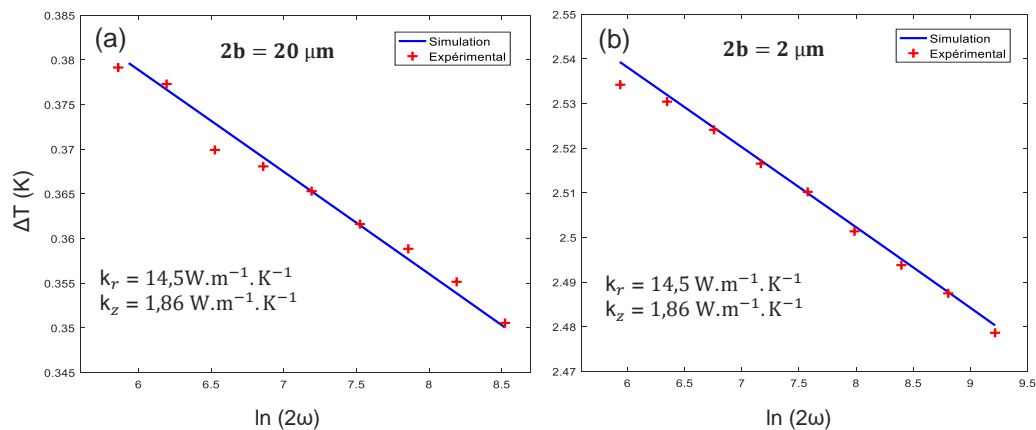 (a)
2b = 20 μm
Simulation
Expérimental
0.385
0.38
0.375
0.37
0.365
0.36
0.355
0.35
0.345
ΔT (K)
k𝑟 = 14,5W.m⁻¹.K⁻¹
k𝑧 = 1,86 W.m⁻¹.K⁻¹
6
6.5
7
7.5
8
8.5
ln (2ω)
(b)
2b = 2 μm
Simulation
Expérimental
2.55
2.54
2.53
2.52
2.51
2.5
2.49
2.48
2.47
k𝑟 = 14,5 W.m⁻¹.K⁻¹
k𝑧 = 1,86 W.m⁻¹.K⁻¹
6
6.5
7
7.5
8
8.5
9
9.5
ln (2ω)